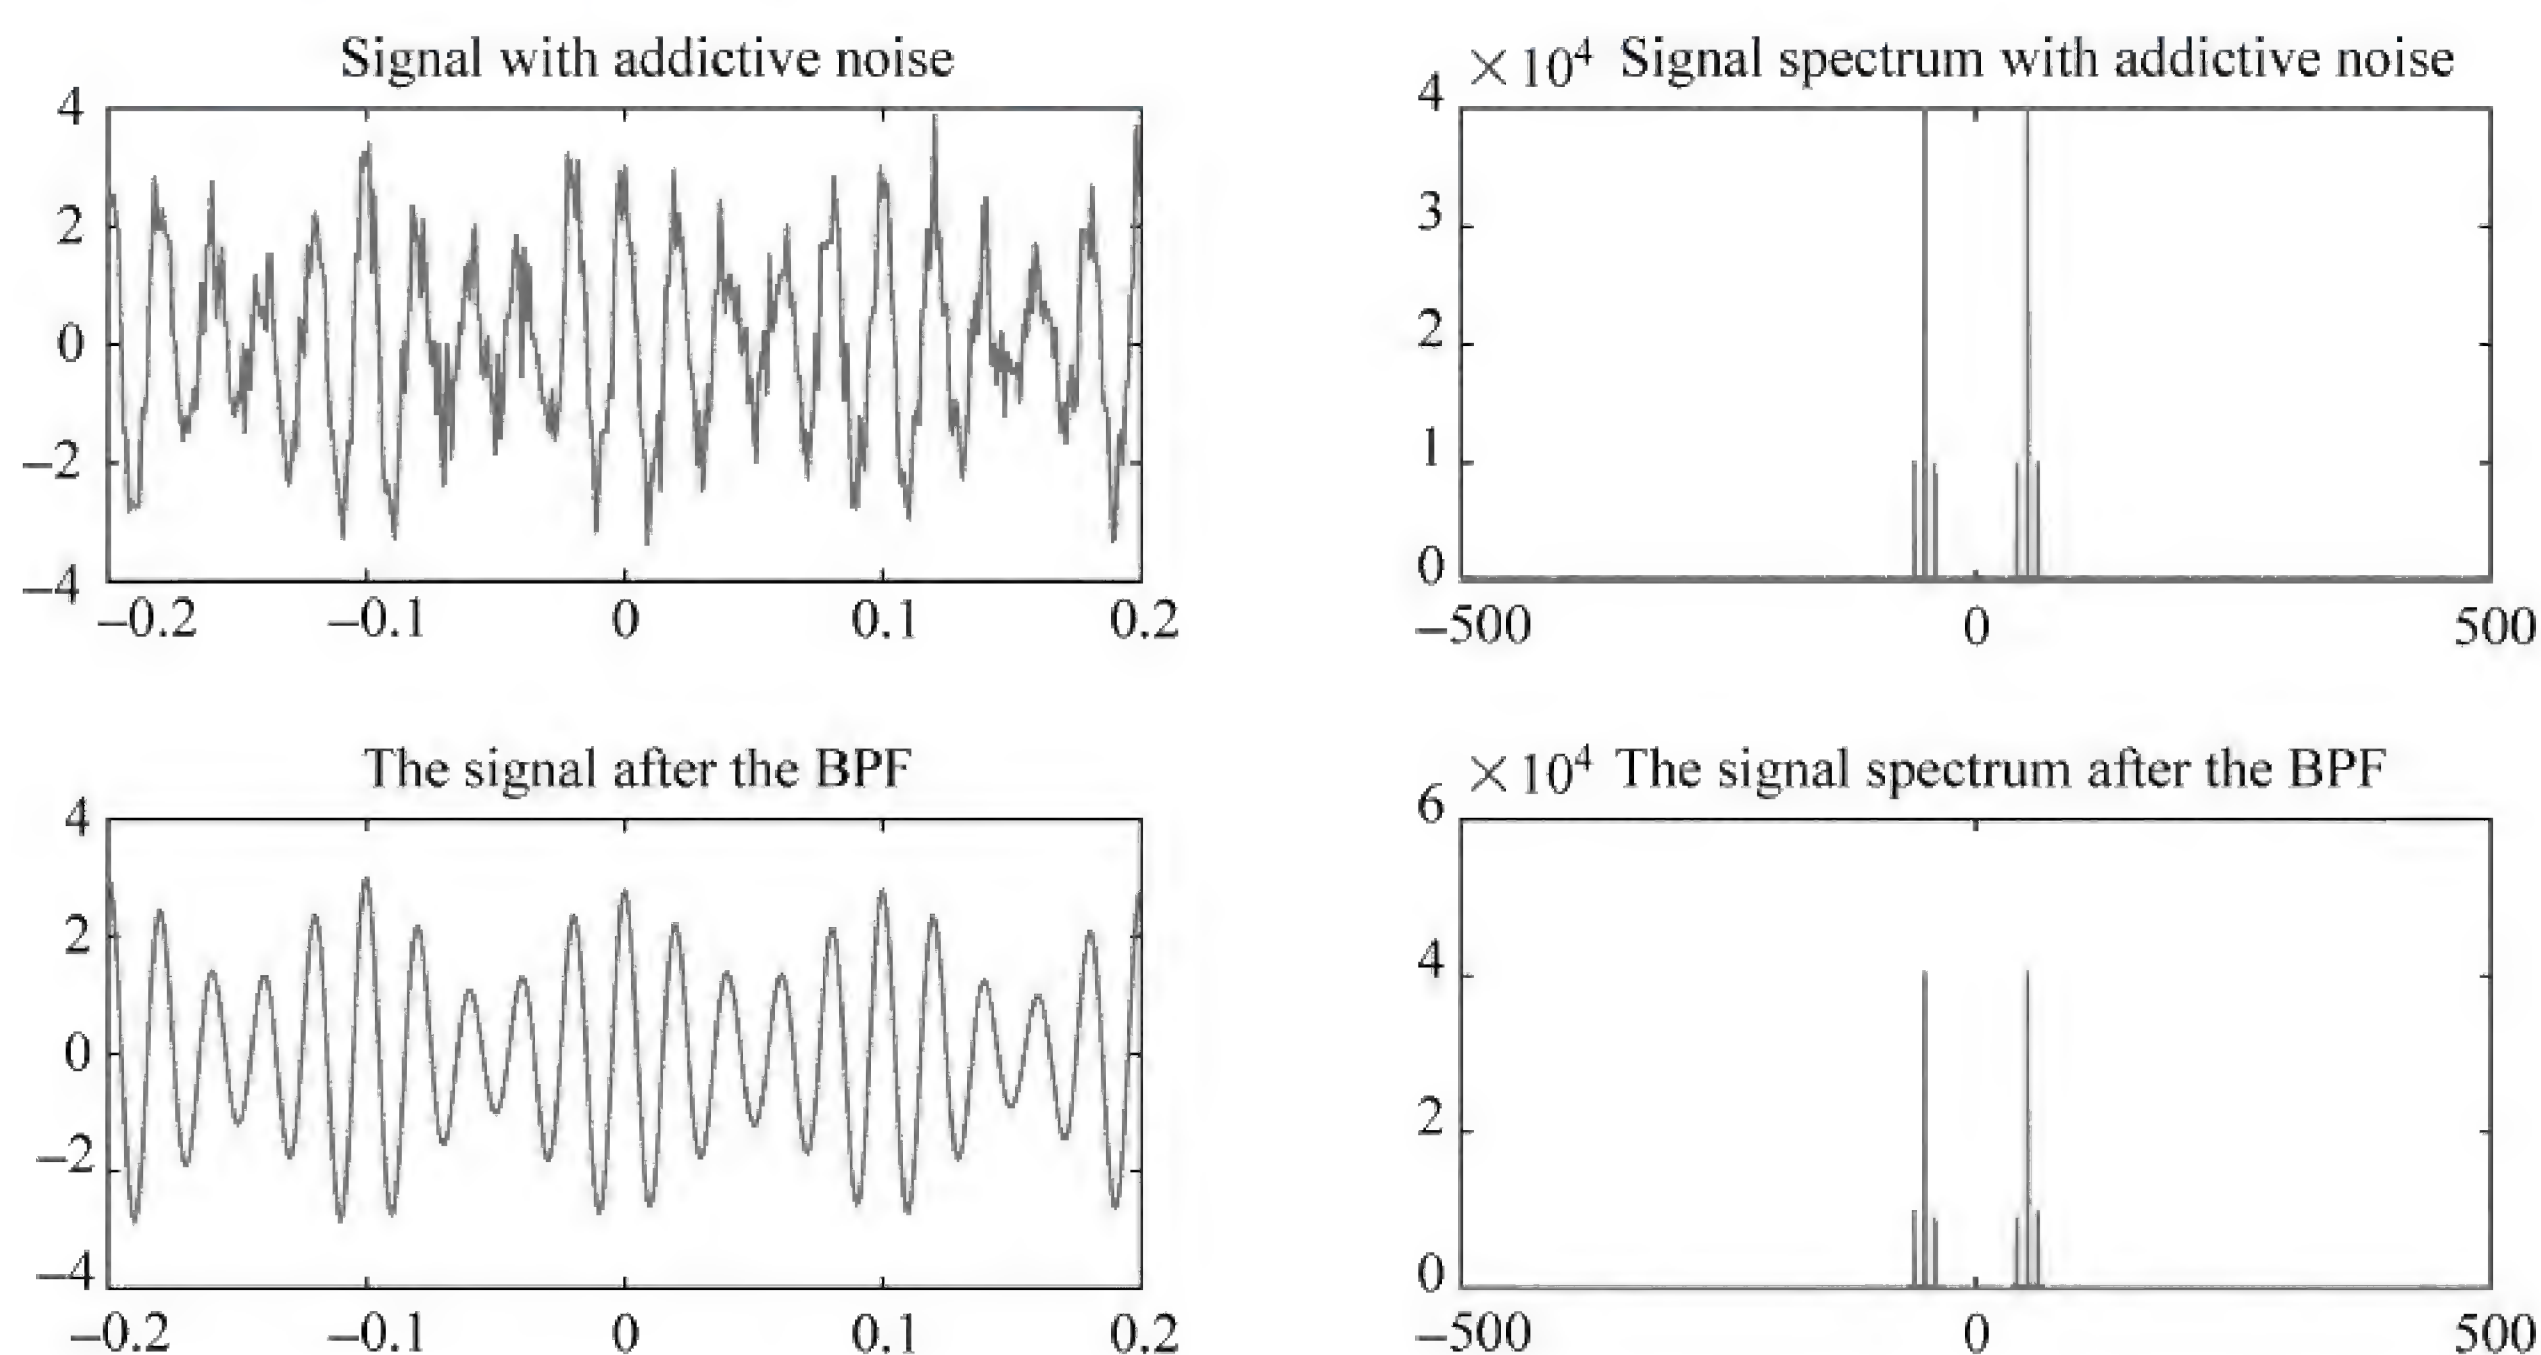 Signal with addictive noise
4
2
0
−2
−4
−0.2 −0.1 0 0.1 0.2
×10⁴ Signal spectrum with addictive noise
4
3
2
1
0
−500 0 500
The signal after the BPF
4
2
0
−2
−4
−0.2 −0.1 0 0.1 0.2
×10⁴ The signal spectrum after the BPF
6
4
2
0
−500 0 500